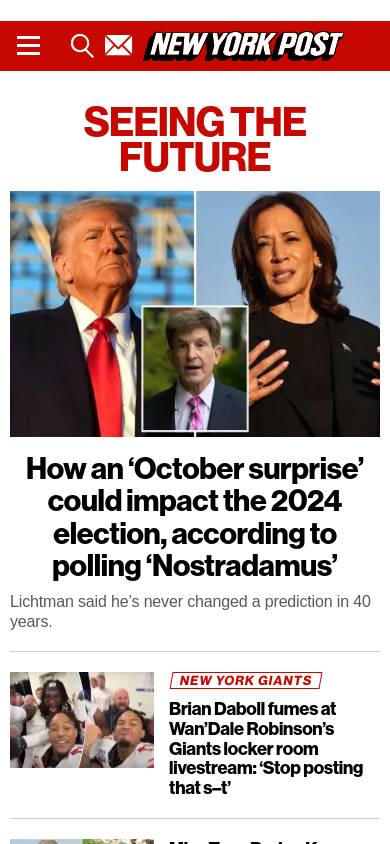 NEW YORK POST
SEEING THE
FUTURE
How an ‘October surprise’
could impact the 2024
election, according to
polling ‘Nostradamus’
Lichtman said he’s never changed a prediction in 40
years.
NEW YORK GIANTS
Brian Daboll fumes at
Wan’Dale Robinson’s
Giants locker room
livestream: ‘Stop posting
that s–t’